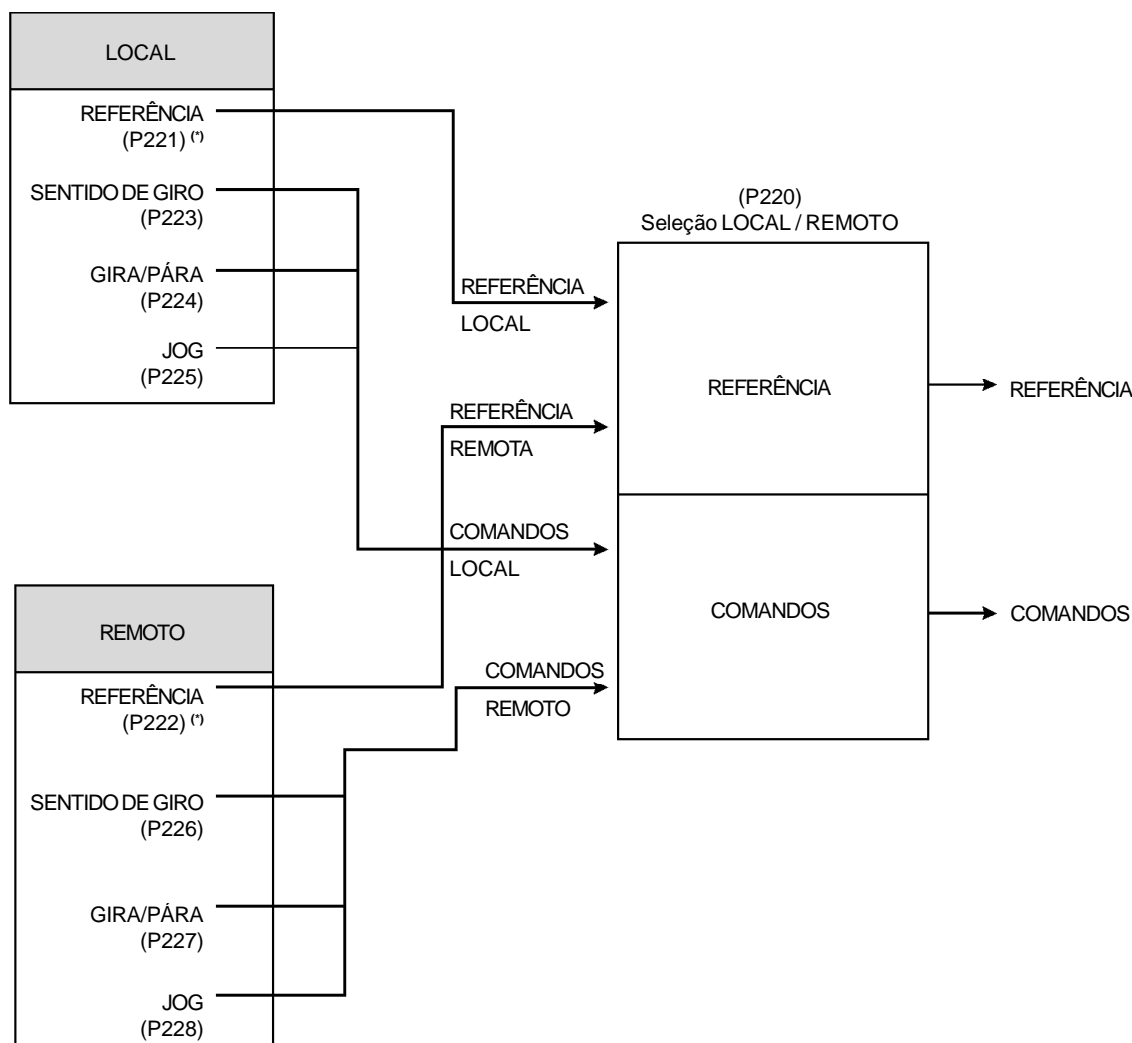 LOCAL
REFERÊNCIA
(P221) (*)
SENTIDO DE GIRO
(P223)
GIRA/PÁRA
(P224)
JOG
(P225)
(P220)
Seleção LOCAL / REMOTO
REFERÊNCIA
LOCAL
REFERÊNCIA
REMOTA
COMANDOS
LOCAL
COMANDOS
REMOTO
REFERÊNCIA
COMANDOS
REFERÊNCIA
COMANDOS
REMOTO
REFERÊNCIA
(P222) (*)
SENTIDO DE GIRO
(P226)
GIRA/PÁRA
(P227)
JOG
(P228)